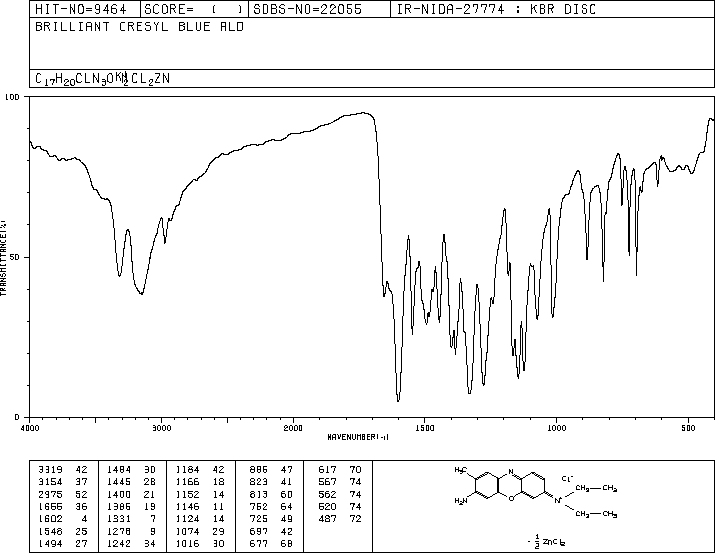 HIT-NO=9464 SCORE= ( ) SDBS-NO=22055 IR-NIDA-27774 : KBR DISC
BRILLIANT CRESYL BLUE ALD
C17H20CLN3O CL2ZN
100
50
0
TRANSMITTANCE(%)
4000 3000 2000 1500 1000 500
WAVENUMBER(-1)
3319 42 1484 30 1184 42 886 47 617 70
3154 37 1445 28 1166 18 823 41 567 74
2975 52 1400 21 1152 14 813 60 562 74
1656 36 1386 19 1146 11 752 64 520 74
1602 4 1331 7 1124 14 725 49 487 72
1546 25 1278 9 1074 29 697 42
1494 27 1242 34 1016 30 677 68
H3C N Cl-
CH2—CH3
H2N O N+
CH2—CH3
· 1/2 ZnCl2